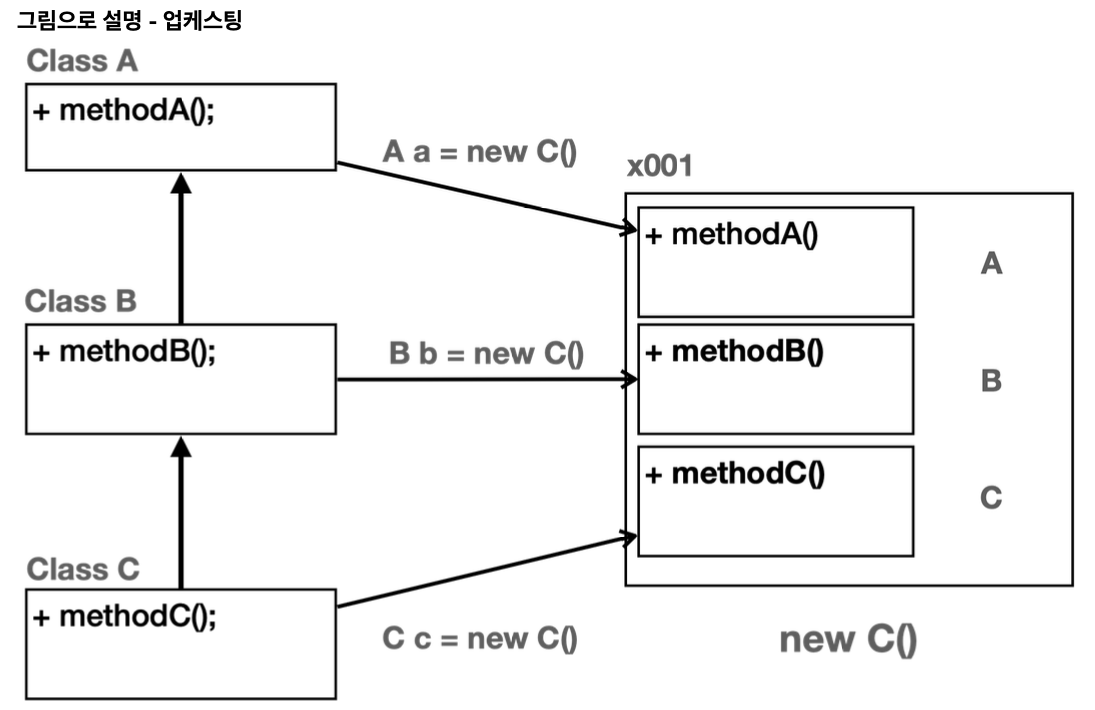 그림으로 설명 - 업케스팅
Class A
+ methodA();
A a = new C()
x001
+ methodA()
A
Class B
+ methodB();
B b = new C()
+ methodB()
B
+ methodC()
C
Class C
+ methodC();
C c = new C()
new C()